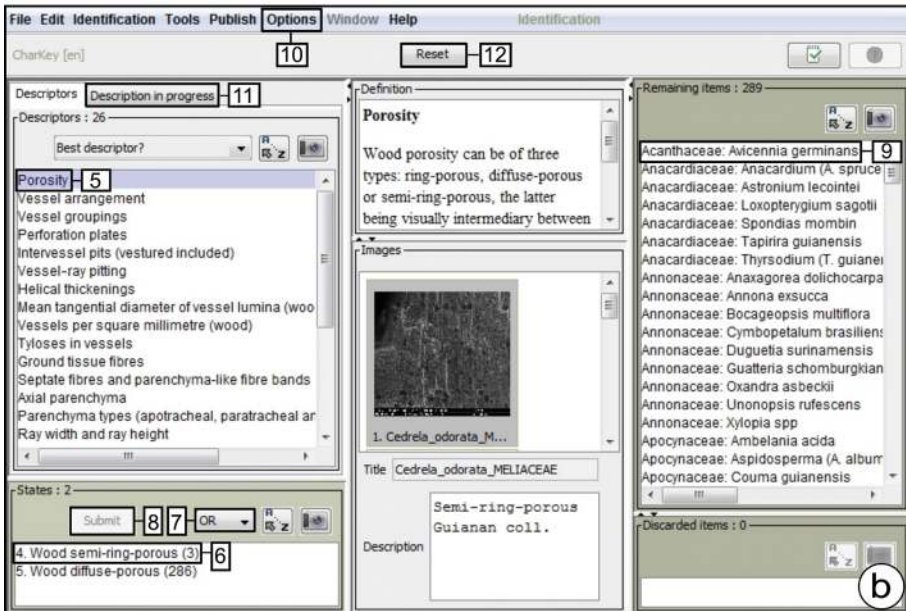 File Edit Identification Tools Publish Options Window Help Identification
10
CharKey [en]
Reset 12
Descriptors Description in progress 11
Descriptors : 26
Best descriptor?
A
Z
Porosity 5
Vessel arrangement
Vessel groupings
Perforation plates
Intervessel pits (vestured included)
Vessel-ray pitting
Helical thickenings
Mean tangential diameter of vessel lumina (woo
Vessels per square millimetre (wood)
Tyloses in vessels
Ground tissue fibres
Septate fibres and parenchyma-like fibre bands
Axial parenchyma
Parenchyma types (apotracheal, paratracheal ar
Ray width and ray height
States : 2
Submit 8 7 OR
A
Z
4. Wood semi-ring-porous (3) 6
5. Wood diffuse-porous (286)
Definition
Porosity
Wood porosity can be of three
types: ring-porous, diffuse-porous
or semi-ring-porous, the latter
being visually intermediary between
Images
1. Cedrela_odorata_M...
Title Cedrela_odorata_MELIACEAE
Description
Semi-ring-porous
Guianan coll.
Remaining items : 289
A
Z
Acanthaceae: Avicennia germinans 9
Anacardiaceae: Anacardium (A. spruce
Anacardiaceae: Astronium lecointei
Anacardiaceae: Loxopterygium sagotii
Anacardiaceae: Spondias mombin
Anacardiaceae: Tapirira guianensis
Anacardiaceae: Thyrsodium (T. guianer
Annonaceae: Anaxagorea dolichocarpa
Annonaceae: Annona exsucca
Annonaceae: Bocageopsis multiflora
Annonaceae: Cymbopetalum brasiliens
Annonaceae: Duguetia surinamensis
Annonaceae: Guatteria schomburgkian
Annonaceae: Oxandra asbeckii
Annonaceae: Unonopsis rufescens
Annonaceae: Xylopia spp
Apocynaceae: Ambelania acida
Apocynaceae: Aspidosperma (A. album
Apocynaceae: Couma guianensis
Discarded items : 0
A
Z
b